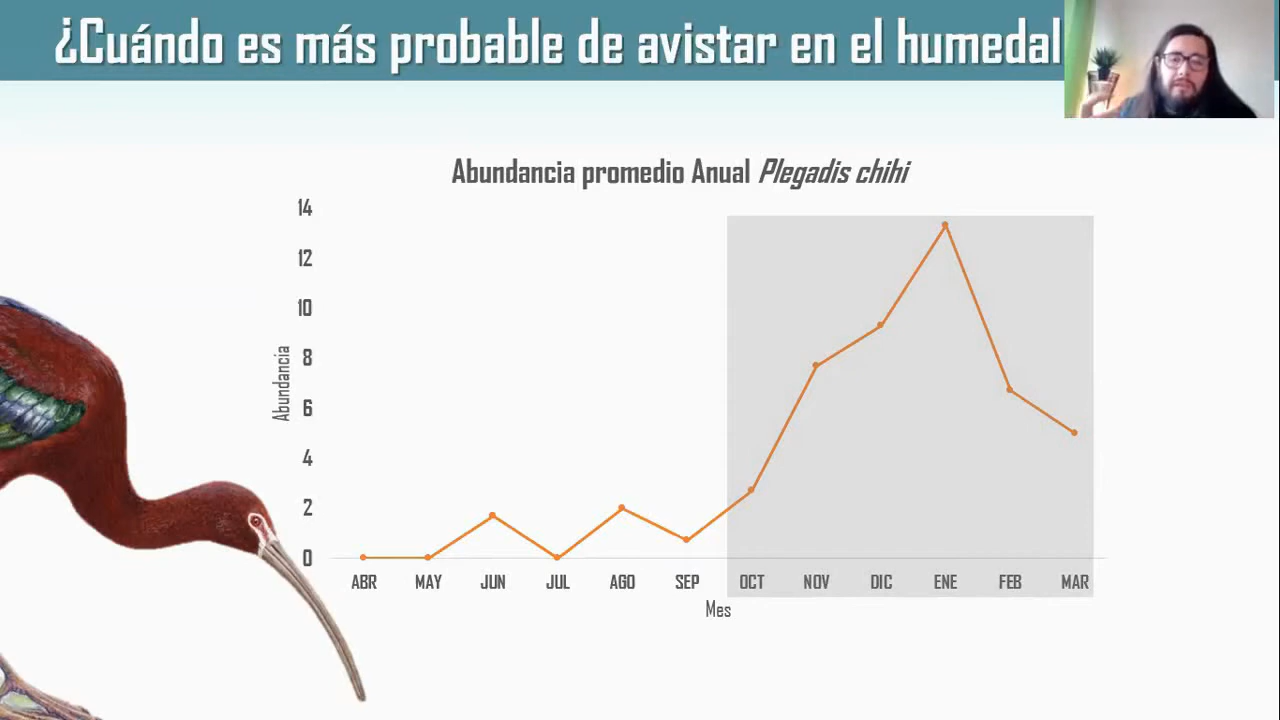 ¿Cuándo es más probable de avistar en el humedal
Abundancia promedio Anual Plegadis chihi
14
12
10
8
6
4
2
0
Abundancia
ABR MAY JUN JUL AGO SEP OCT NOV DIC ENE FEB MAR
Mes